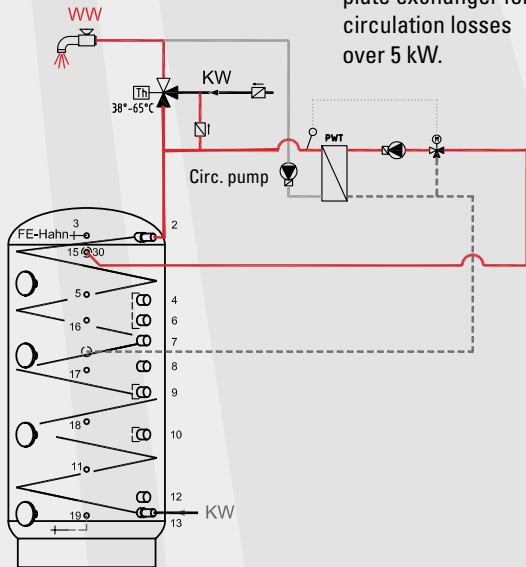 plate exchanger for
circulation losses
over 5 kW.
WW
KW
Th
38°-65°C
PWT
M
Circ. pump
3
2
FE-Hahn
15 30
5
4
16
6
7
17
8
9
18
10
11
12
19
KW
13